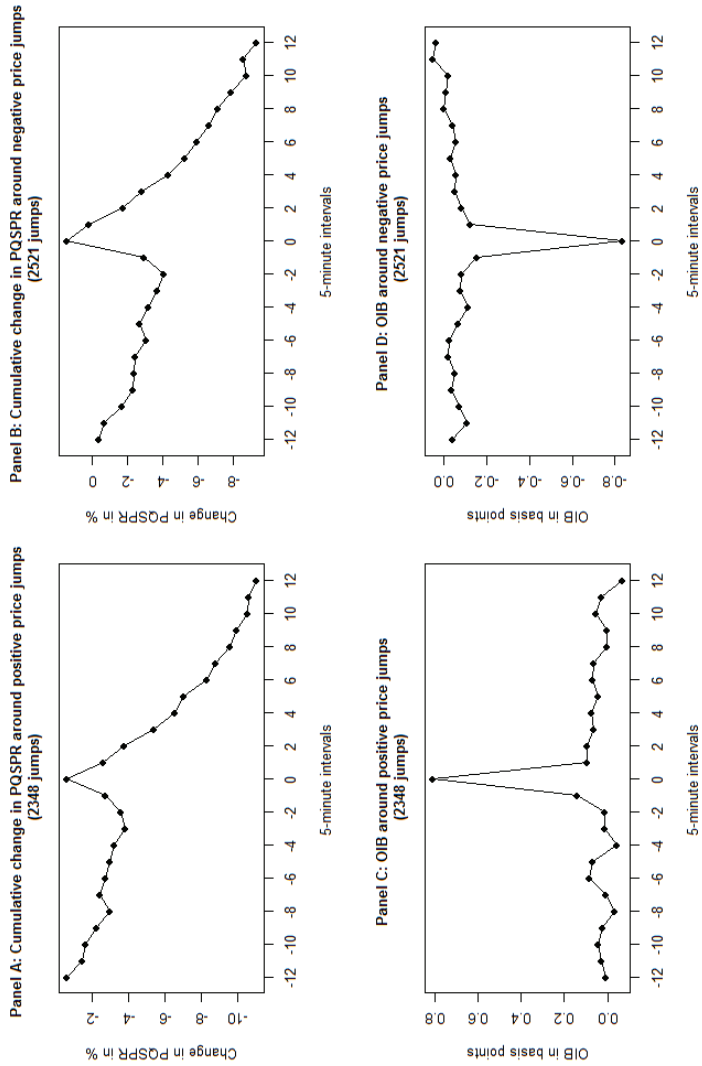 Panel A: Cumulative change in PQSPR around positive price jumps
(2348 jumps)
Change in PQSPR in %
-2
-4
-6
-8
-10
-12 -10 -8 -6 -4 -2 0 2 4 6 8 10 12
5-minute intervals
Panel B: Cumulative change in PQSPR around negative price jumps
(2521 jumps)
Change in PQSPR in %
0
-2
-4
-6
-8
-12 -10 -8 -6 -4 -2 0 2 4 6 8 10 12
5-minute intervals
Panel C: OIB around positive price jumps
(2348 jumps)
OIB in basis points
0.8
0.6
0.4
0.2
0.0
-12 -10 -8 -6 -4 -2 0 2 4 6 8 10 12
5-minute intervals
Panel D: OIB around negative price jumps
(2521 jumps)
OIB in basis points
0.0
-0.2
-0.4
-0.6
-0.8
-12 -10 -8 -6 -4 -2 0 2 4 6 8 10 12
5-minute intervals